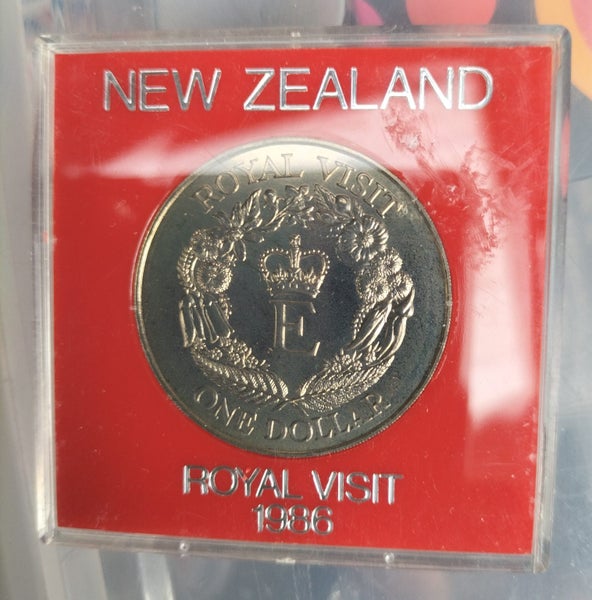 NEW ZEALAND
ROYAL VISIT
E
ONE DOLLAR
ROYAL VISIT
1986